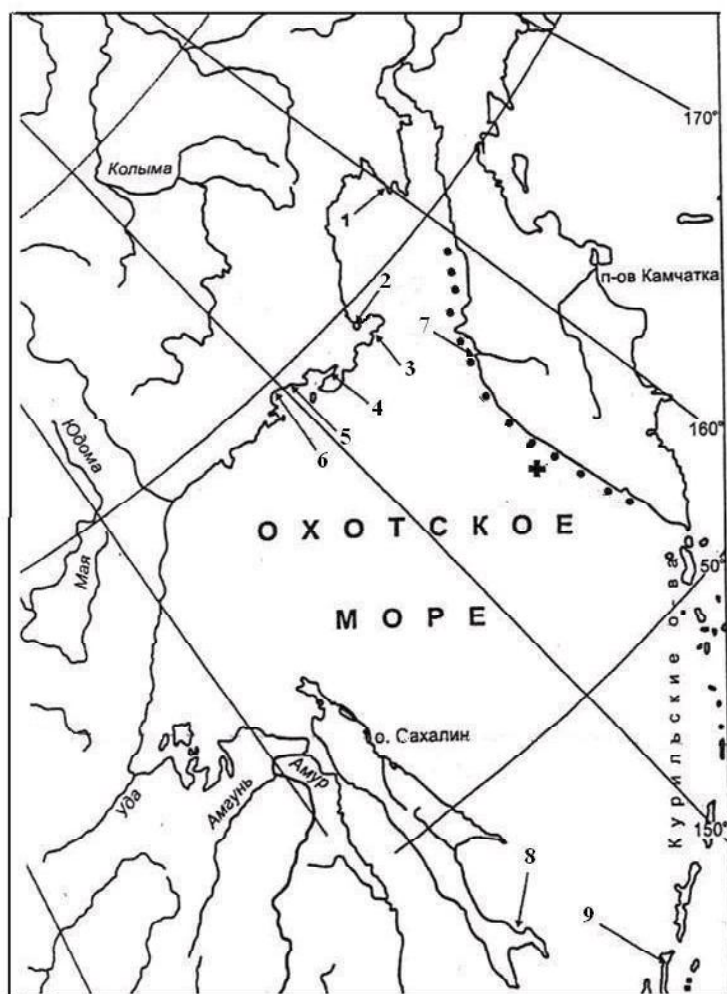 170°
Колыма
1
п-ов Камчатка
2
7
3
4
160°
5
6
Юдома
О Х О Т С К О Е
50°
Мая
М О Р Е
Курильские о-ва
о. Сахалин
Амур
Уда
Амгунь
150°
8
9